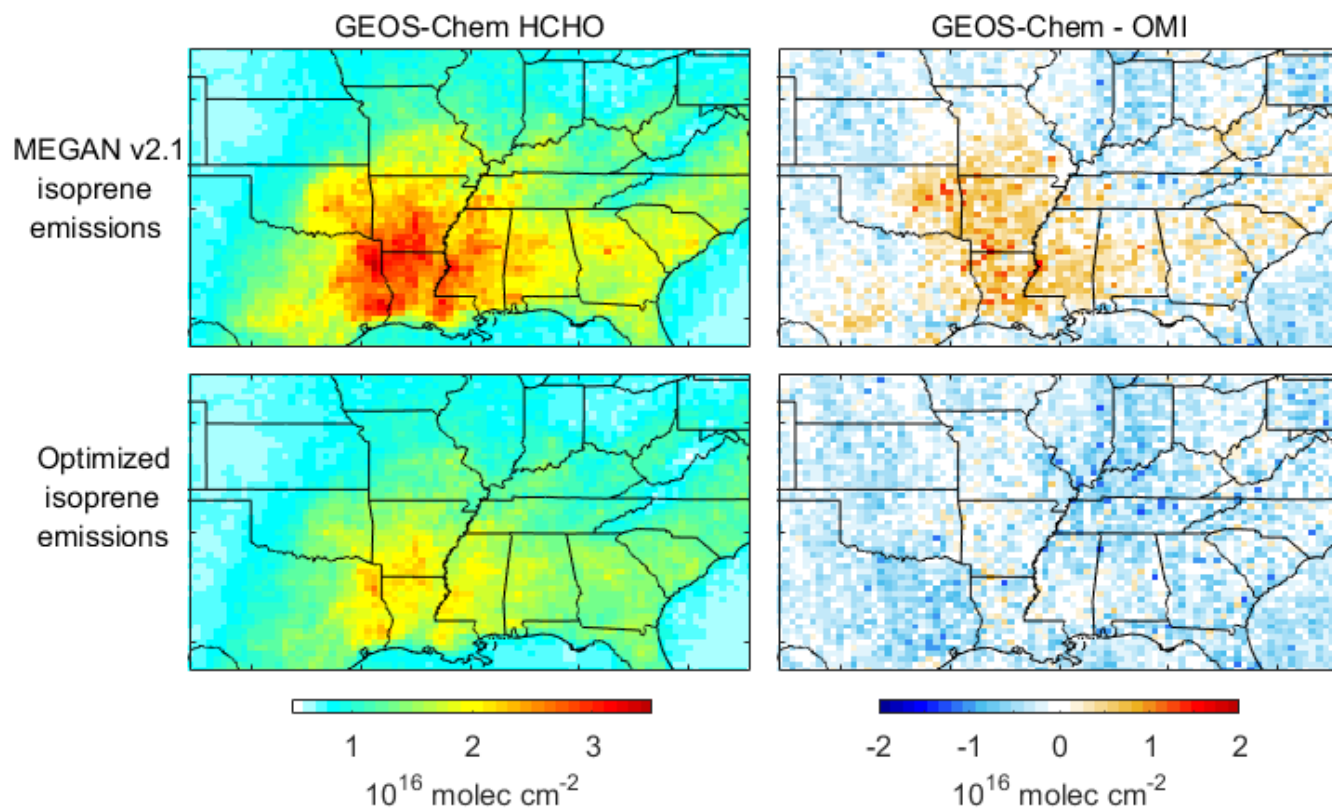 GEOS-Chem HCHO
GEOS-Chem - OMI
MEGAN v2.1
isoprene
emissions
Optimized
isoprene
emissions
1 2 3
10¹⁶ molec cm⁻²
-2 -1 0 1 2
10¹⁶ molec cm⁻²